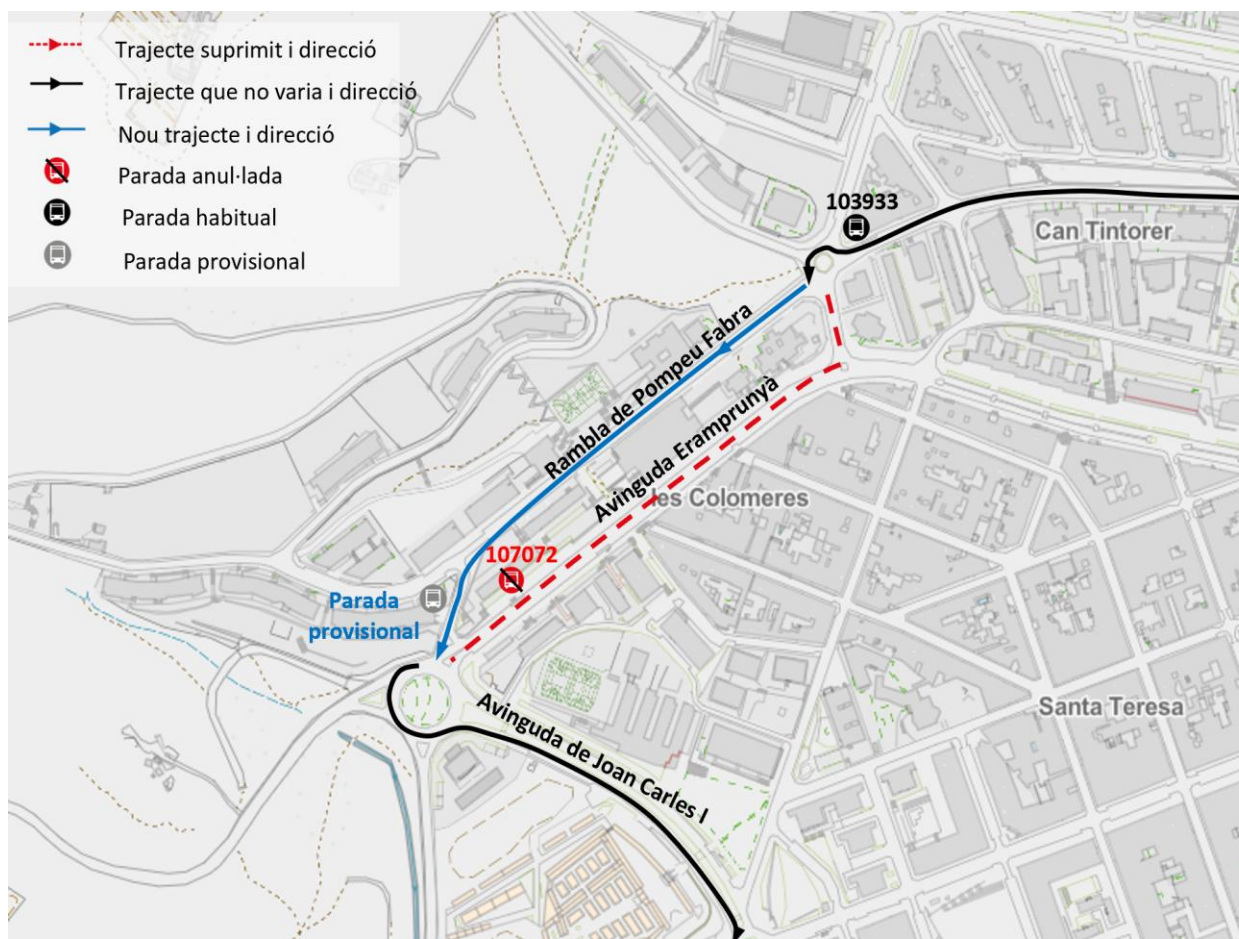 Trajecte suprimit i direcció
Trajecte que no varia i direcció
Nou trajecte i direcció
Parada anul·lada
Parada habitual
Parada provisional
103933
Can Tintorer
Rambla de Pompeu Fabra
Avinguda Eramprunyà
les Colomeres
107072
Parada
provisional
Santa Teresa
Avinguda de Joan Carles I